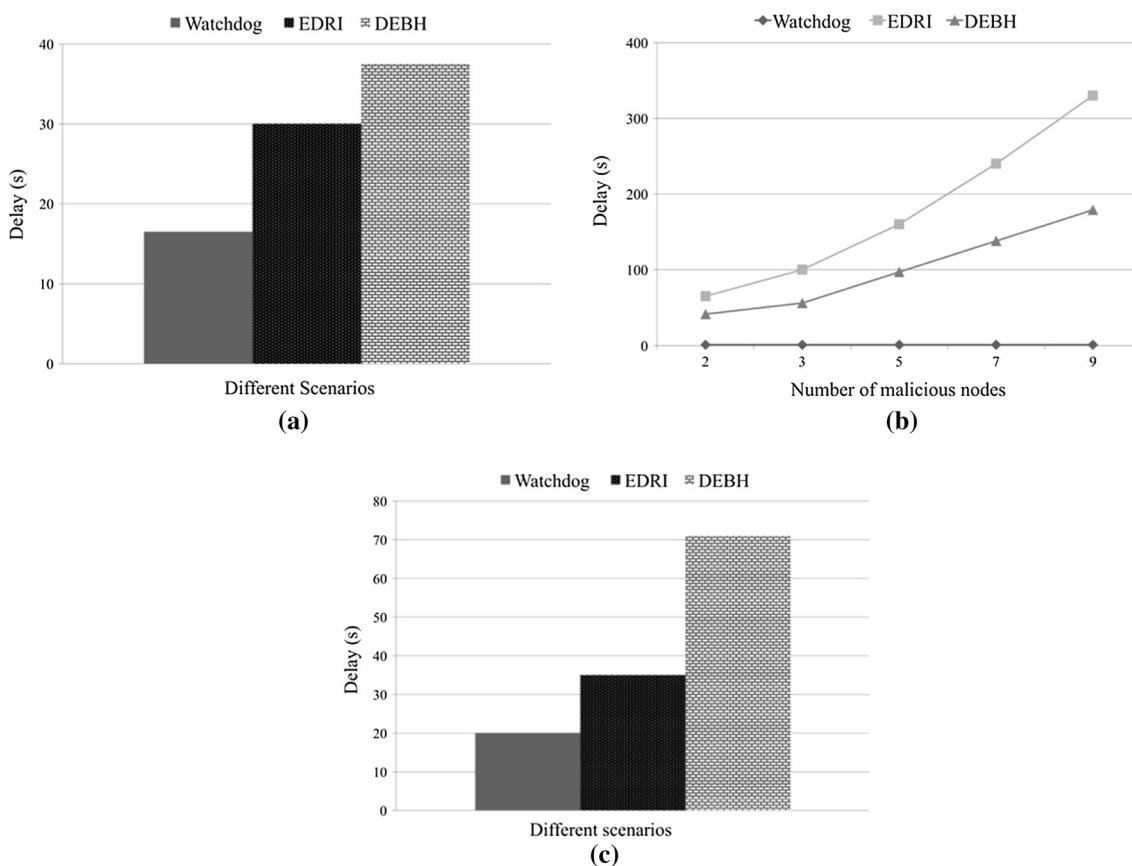 Watchdog EDRI DEBH
40
30
20
10
0
Delay (s)
Different Scenarios
(a)
Watchdog EDRI DEBH
400
300
200
100
0
Delay (s)
2 3 5 7 9
Number of malicious nodes
(b)
Watchdog EDRI DEBH
80
70
60
50
40
30
20
10
0
Delay (s)
Different scenarios
(c)